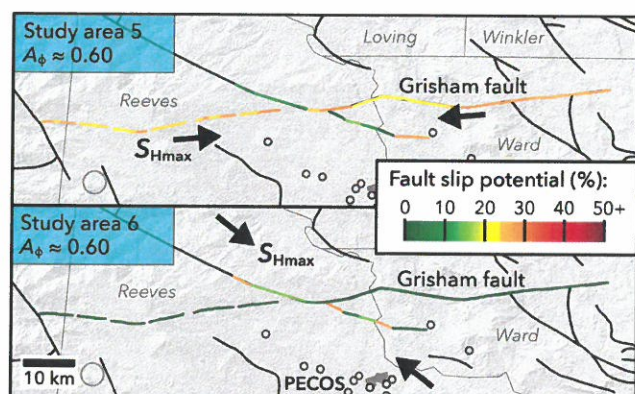 Study area 5
Aϕ ≈ 0.60
Loving
Winkler
Reeves
Grisham fault
SHmax
Ward
Fault slip potential (%):
0 10 20 30 40 50+
Study area 6
Aϕ ≈ 0.60
SHmax
Grisham fault
Reeves
Ward
10 km
PECOS